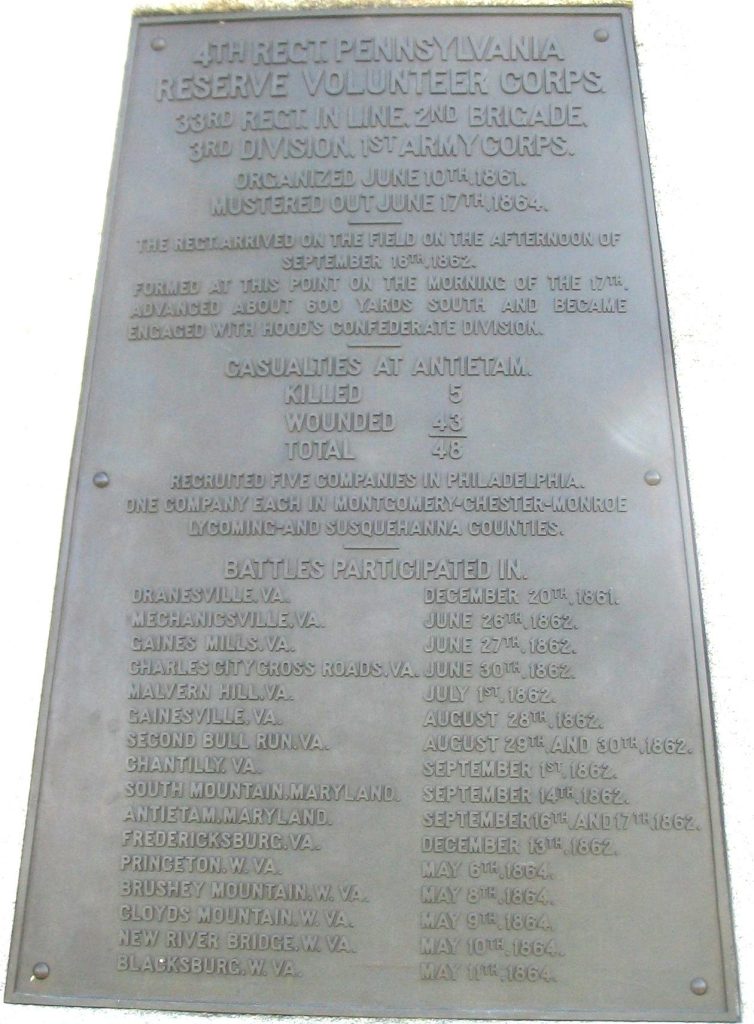 4TH REGT. PENNSYLVANIA
RESERVE VOLUNTEER CORPS.
33RD REGT. IN LINE, 2ND BRIGADE,
3RD DIVISION, 1ST ARMY CORPS.
ORGANIZED JUNE 10TH, 1861.
MUSTERED OUT JUNE 17TH, 1864.
THE REGT. ARRIVED ON THE FIELD ON THE AFTERNOON OF
SEPTEMBER 16TH, 1862.
FORMED AT THIS POINT ON THE MORNING OF THE 17TH,
ADVANCED ABOUT 600 YARDS SOUTH AND BECAME
ENGAGED WITH HOOD'S CONFEDERATE DIVISION.
CASUALTIES AT ANTIETAM.
KILLED 5
WOUNDED 43
TOTAL 48
RECRUITED FIVE COMPANIES IN PHILADELPHIA.
ONE COMPANY EACH IN MONTGOMERY-CHESTER-MONROE
LYCOMING-AND SUSQUEHANNA COUNTIES.
BATTLES PARTICIPATED IN.
DRANESVILLE, VA. DECEMBER 20TH, 1861.
MECHANICSVILLE, VA. JUNE 26TH, 1862.
GAINES MILLS, VA. JUNE 27TH, 1862.
CHARLES CITY CROSS ROADS, VA. JUNE 30TH, 1862.
MALVERN HILL, VA. JULY 1ST, 1862.
GAINESVILLE, VA. AUGUST 28TH, 1862.
SECOND BULL RUN, VA. AUGUST 29TH, AND 30TH, 1862.
CHANTILLY, VA. SEPTEMBER 1ST, 1862.
SOUTH MOUNTAIN, MARYLAND. SEPTEMBER 14TH, 1862.
ANTIETAM, MARYLAND. SEPTEMBER 16TH, AND 17TH, 1862.
FREDERICKSBURG, VA. DECEMBER 13TH, 1862.
PRINCETON, W. VA. MAY 6TH, 1864.
BRUSHEY MOUNTAIN, W. VA. MAY 8TH, 1864.
CLOYDS MOUNTAIN, W. VA. MAY 9TH, 1864.
NEW RIVER BRIDGE, W. VA. MAY 10TH, 1864.
BLACKSBURG, W. VA. MAY 11TH, 1864.